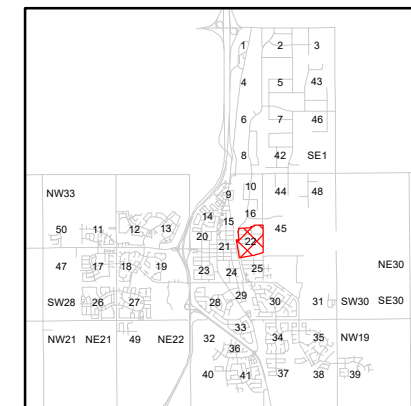 1 2 3
4 5 43
6 7 46
8 42 SE1
NW33 9 10 44 48
14 15 16
50 11 12 13 20 21 22 45
47 17 18 19 23 24 25 NE30
SW28 26 27 28 29 30 31 SW30 SE30
33
NW21 NE21 49 NE22 32 34 35 NW19
36
40 41 37 38 39